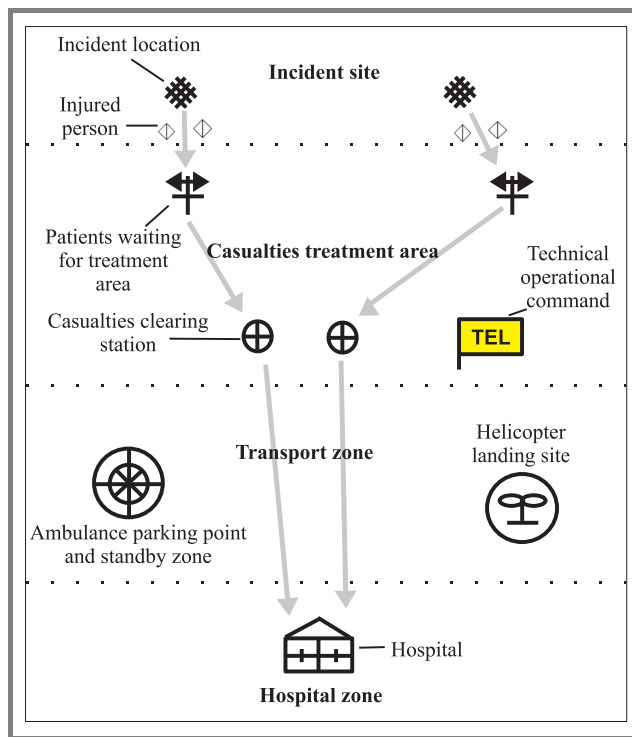 Incident location
Incident site
Injured
person
Patients waiting
for treatment
area
Casualties treatment area
Technical
operational
command
Casualties clearing
station
TEL
Transport zone
Helicopter
landing site
Ambulance parking point
and standby zone
Hospital
Hospital zone